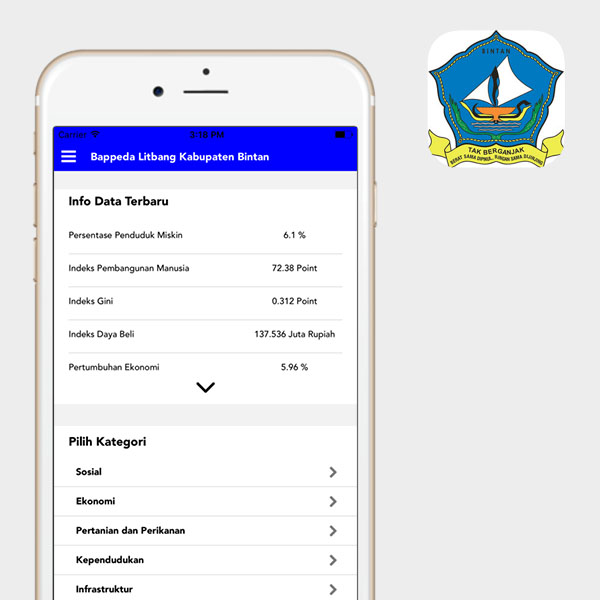 BINTAN
TAK BERGANJAK
BERAT SAMA DIPIKUL, RINGAN SAMA DIJINJING
Carrier 3:18 PM
Bappeda Litbang Kabupaten Bintan
Info Data Terbaru
Persentase Penduduk Miskin 6.1 %
Indeks Pembangunan Manusia 72.38 Point
Indeks Gini 0.312 Point
Indeks Daya Beli 137.536 Juta Rupiah
Pertumbuhan Ekonomi 5.96 %
Pilih Kategori
Sosial
Ekonomi
Pertanian dan Perikanan
Kependudukan
Infrastruktur